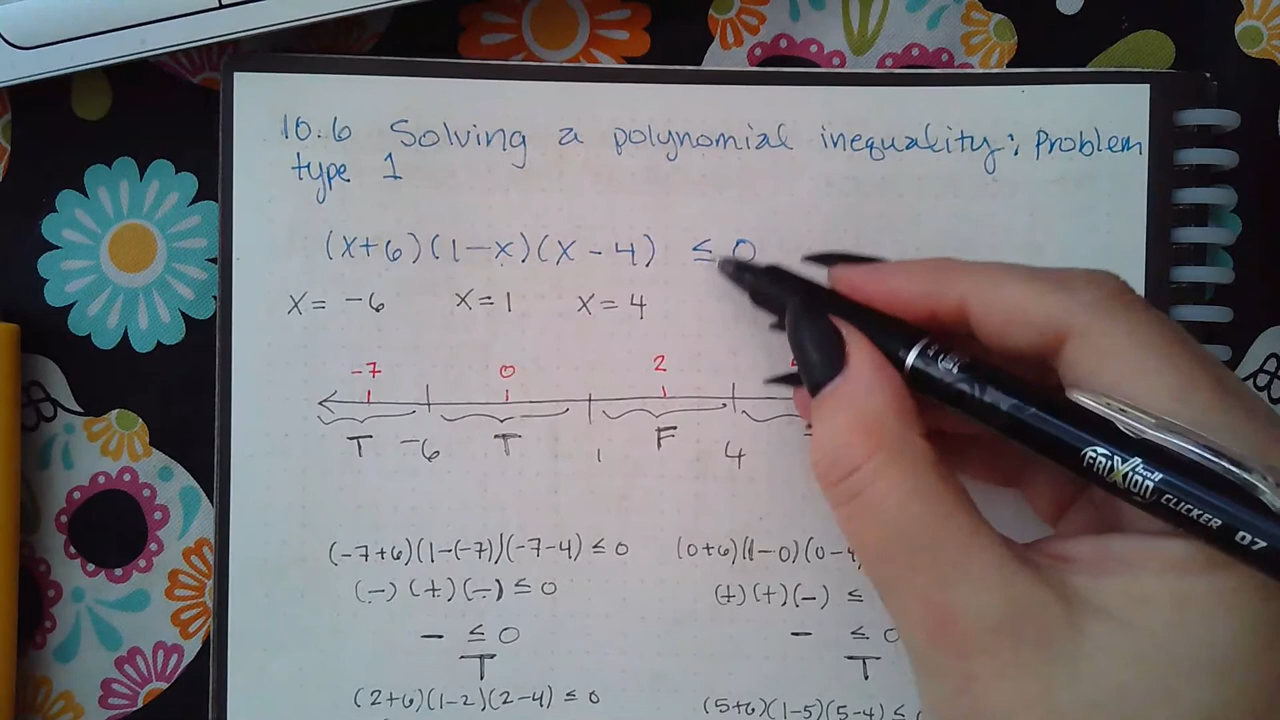 10.6 Solving a polynomial inequality: Problem
type 1
(x+6)(1-x)(x-4) ≤ 0
x = -6 x=1 x=4
-7 0 2
T -6 T 1 F 4
(-7+6)(1-(-7))(-7-4) ≤ 0 (0+6)(1-0)(0-4
(-)(+)(-) ≤ 0 (+)(+)(-) ≤
- ≤ 0 - ≤ 0
T T
(2+6)(1-2)(2-4) ≤ 0 (5+6)(1-5)(5-4) ≤
FRIXION ball CLICKER 07